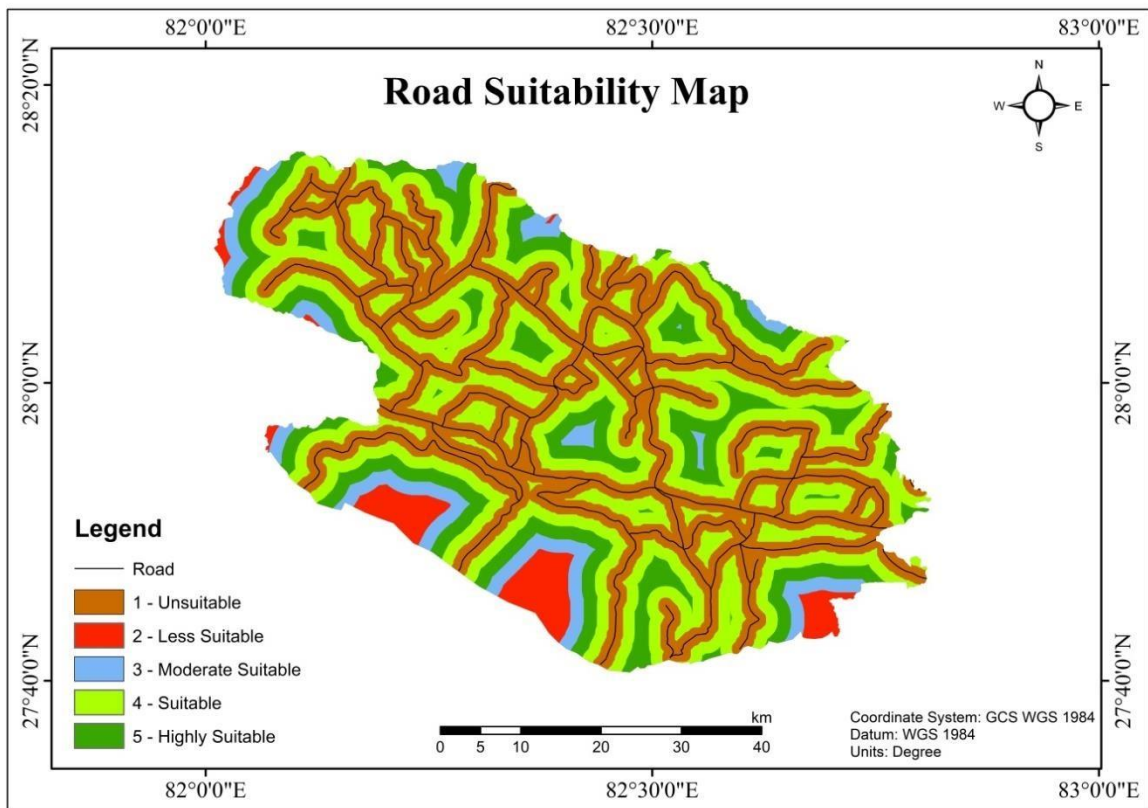 82°0'0"E 82°30'0"E 83°0'0"E
28°20'0"N 28°20'0"N
Road Suitability Map
N
W E
S
28°0'0"N 28°0'0"N
Legend
Road
1 - Unsuitable
2 - Less Suitable
3 - Moderate Suitable
4 - Suitable
5 - Highly Suitable
27°40'0"N 27°40'0"N
km
0 5 10 20 30 40
Coordinate System: GCS WGS 1984
Datum: WGS 1984
Units: Degree
82°0'0"E 82°30'0"E 83°0'0"E